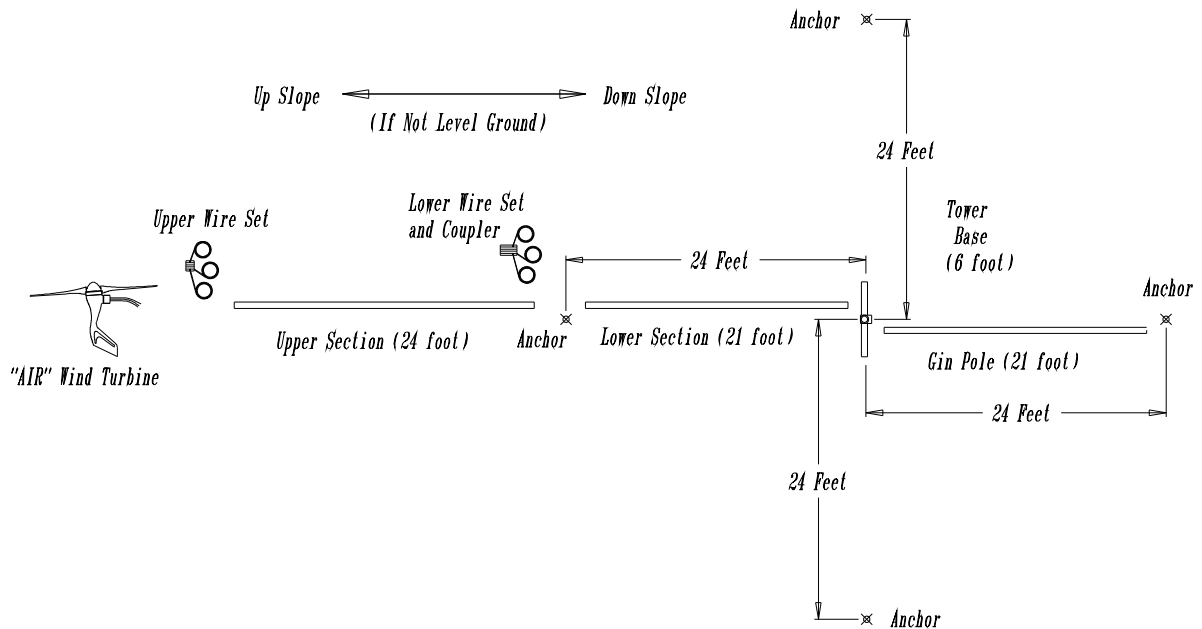 Anchor
Up Slope
Down Slope
(If Not Level Ground)
24 Feet
Upper Wire Set
Lower Wire Set
and Coupler
Tower
Base
(6 foot)
24 Feet
Anchor
Upper Section (24 foot)
Anchor
Lower Section (21 foot)
Gin Pole (21 foot)
"AIR" Wind Turbine
24 Feet
24 Feet
Anchor